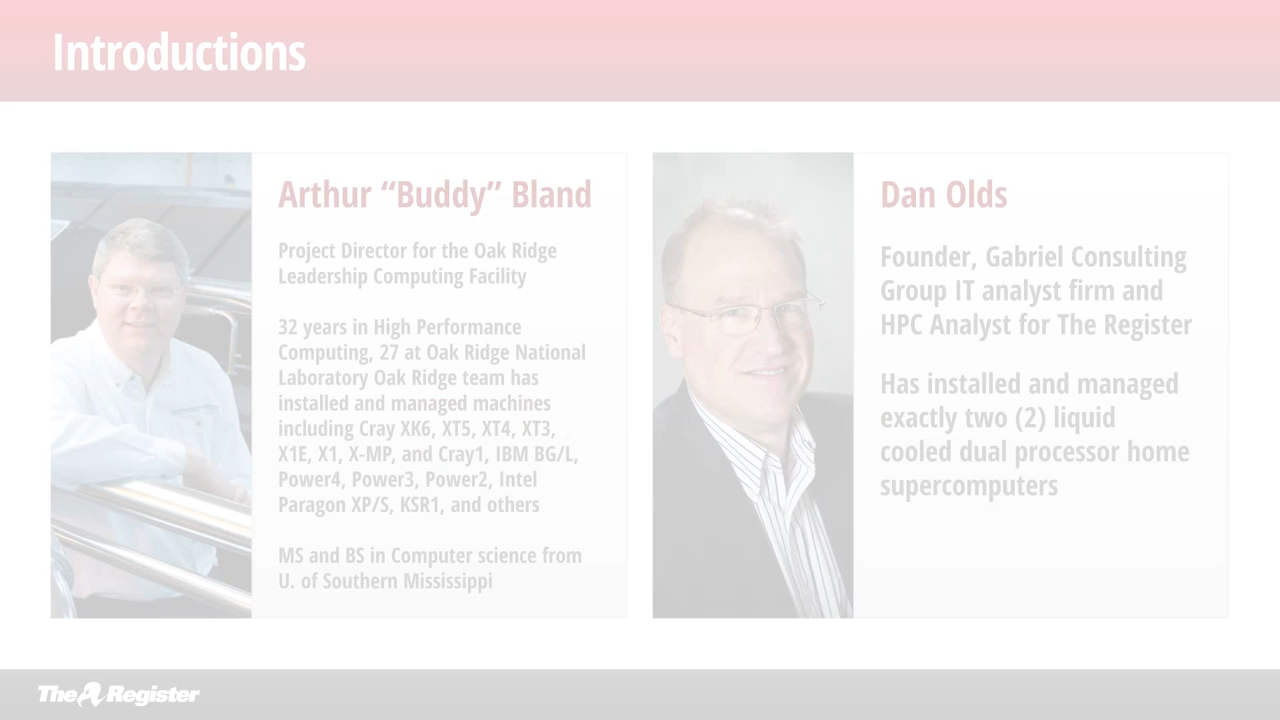 Introductions
Arthur “Buddy” Bland
Project Director for the Oak Ridge
Leadership Computing Facility
32 years in High Performance
Computing, 27 at Oak Ridge National
Laboratory Oak Ridge team has
installed and managed machines
including Cray XK6, XT5, XT4, XT3,
X1E, X1, X-MP, and Cray1, IBM BG/L,
Power4, Power3, Power2, Intel
Paragon XP/S, KSR1, and others
MS and BS in Computer science from
U. of Southern Mississippi
Dan Olds
Founder, Gabriel Consulting
Group IT analyst firm and
HPC Analyst for The Register
Has installed and managed
exactly two (2) liquid
cooled dual processor home
supercomputers
The Register